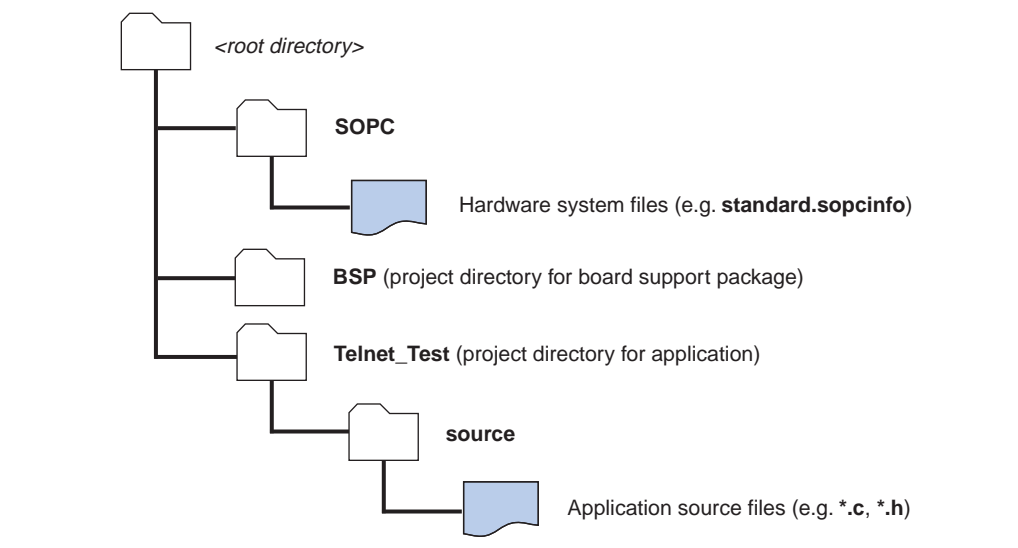 <root directory>
SOPC
Hardware system files (e.g. standard.sopcinfo)
BSP (project directory for board support package)
Telnet_Test (project directory for application)
source
Application source files (e.g. *.c, *.h)